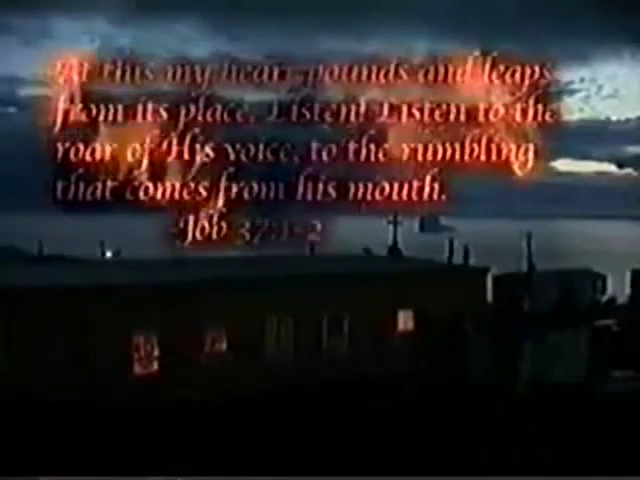 At this my heart pounds and leaps
from its place. Listen! Listen to the
roar of His voice, to the rumbling
that comes from his mouth.
-Job 37:1-2